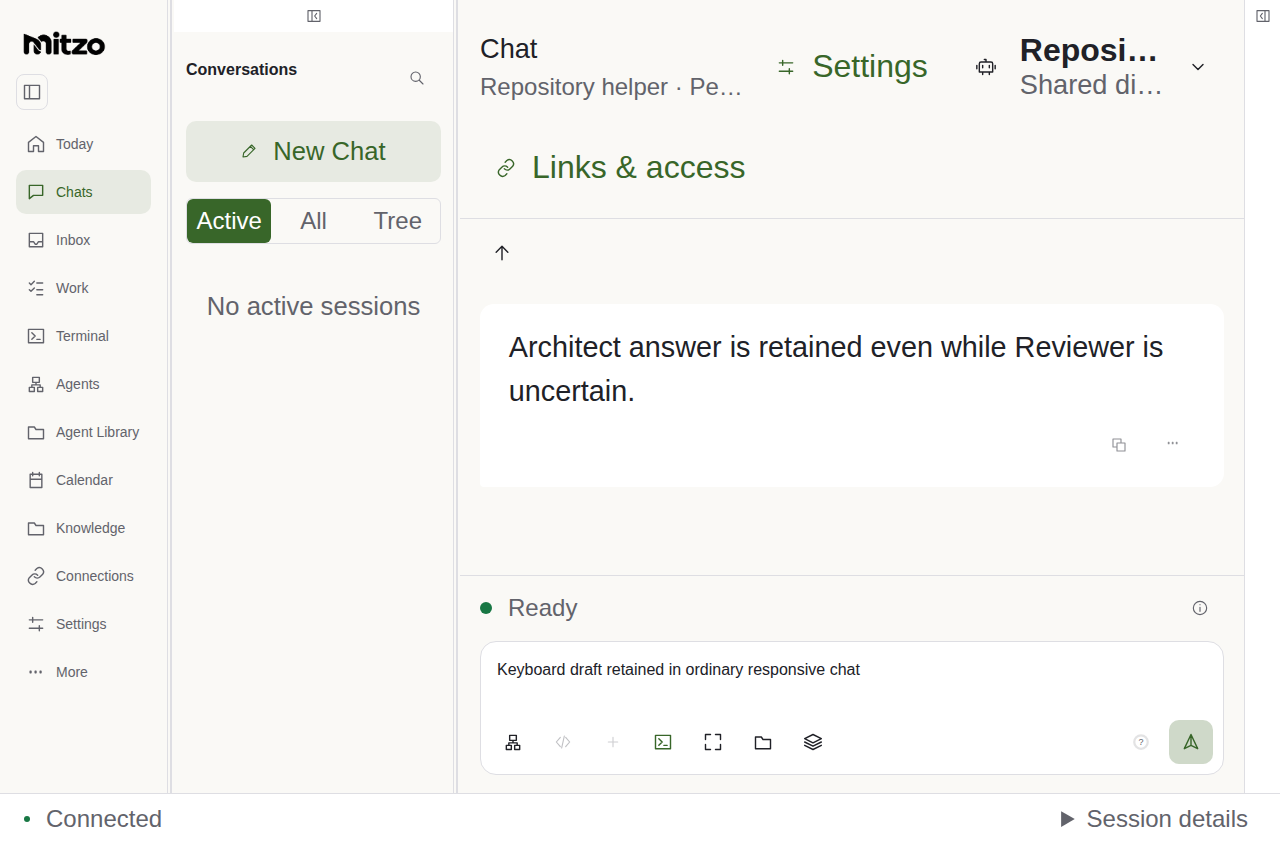 mitzo
Today
Chats
Inbox
Work
Terminal
Agents
Agent Library
Calendar
Knowledge
Connections
Settings
More
Conversations
New Chat
Active All Tree
No active sessions
Chat
Repository helper · Pe…
Settings
Reposi…
Shared di…
Links & access
Architect answer is retained even while Reviewer is
uncertain.
Ready
Keyboard draft retained in ordinary responsive chat
Connected
Session details